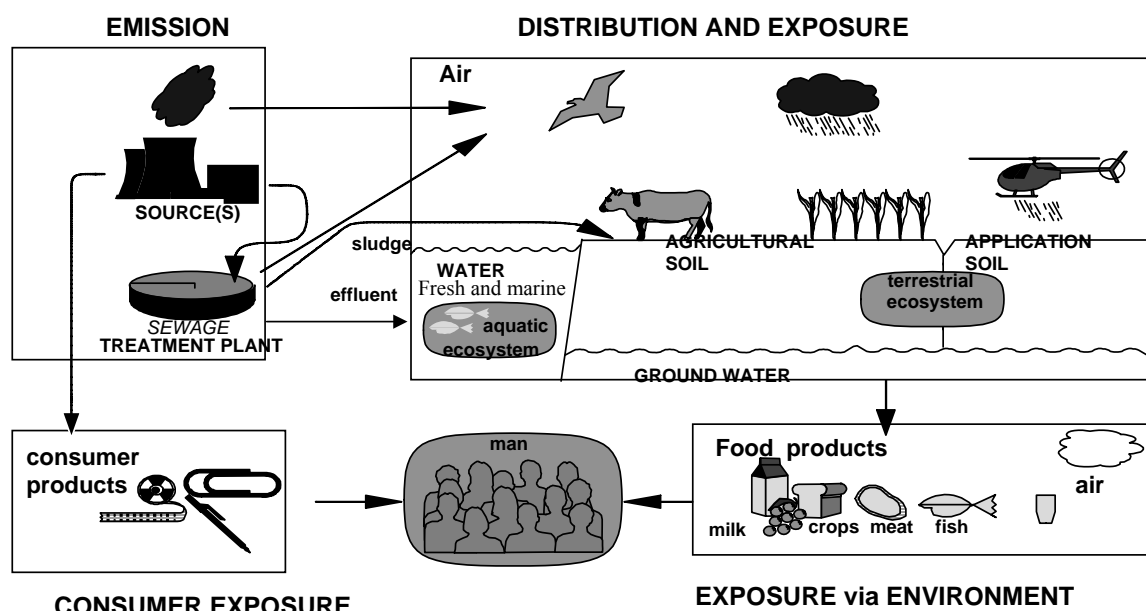 EMISSION
DISTRIBUTION AND EXPOSURE
Air
SOURCE(S)
sludge
AGRICULTURAL
SOIL
APPLICATION
SOIL
WATER
Fresh and marine
terrestrial
ecosystem
effluent
aquatic
ecosystem
SEWAGE
TREATMENT PLANT
GROUND WATER
consumer
products
man
Food products
air
milk
crops
meat
fish
CONSUMER EXPOSURE
EXPOSURE via ENVIRONMENT